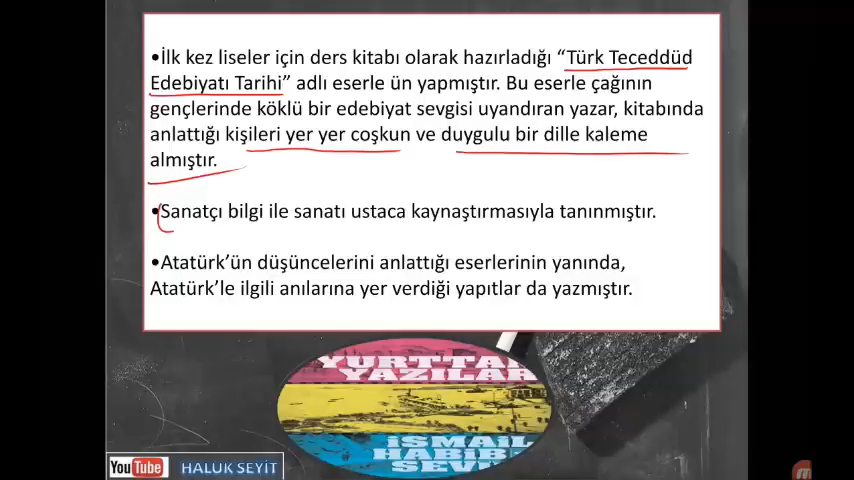 •İlk kez liseler için ders kitabı olarak hazırladığı “Türk Teceddüd
Edebiyatı Tarihi” adlı eserle ün yapmıştır. Bu eserle çağının
gençlerinde köklü bir edebiyat sevgisi uyandıran yazar, kitabında
anlattığı kişileri yer yer coşkun ve duygulu bir dille kaleme
almıştır.
•Sanatçı bilgi ile sanatı ustaca kaynaştırmasıyla tanınmıştır.
•Atatürk’ün düşüncelerini anlattığı eserlerinin yanında,
Atatürk’le ilgili anılarına yer verdiği yapıtlar da yazmıştır.
YURTTAN
YAZILAR
İSMAİL
HABİB
SEV
YouTube HALUK SEYİT